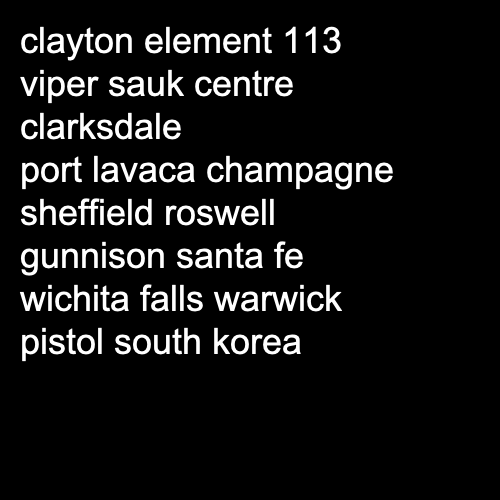 clayton element 113
viper sauk centre
clarksdale
port lavaca champagne
sheffield roswell
gunnison santa fe
wichita falls warwick
pistol south korea